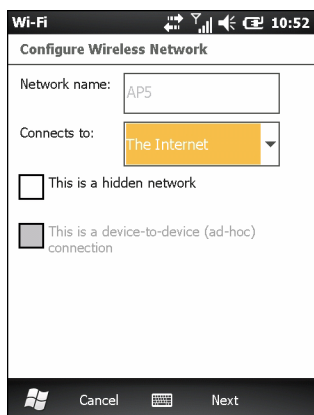 Wi-Fi 10:52
Configure Wireless Network
Network name: AP5
Connects to: The Internet
This is a hidden network
This is a device-to-device (ad-hoc)
connection
Cancel Next